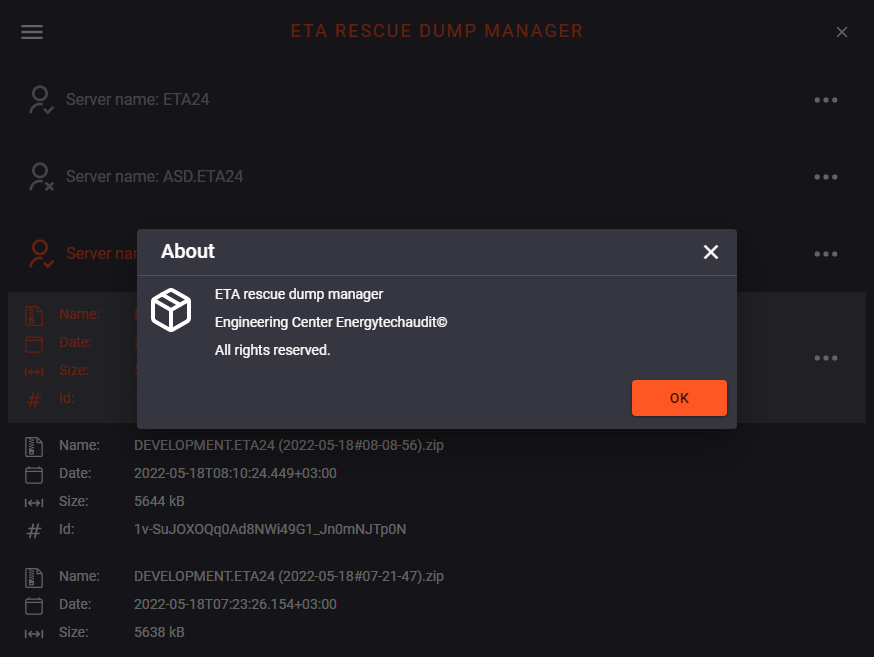 ETA RESCUE DUMP MANAGER
Server name: ETA24
Server name: ASD.ETA24
Server nam
About
ETA rescue dump manager
Engineering Center Energytechaudit©
All rights reserved.
OK
Name:
Date:
Size:
Id:
Name: DEVELOPMENT.ETA24 (2022-05-18#08-08-56).zip
Date: 2022-05-18T08:10:24.449+03:00
Size: 5644 kB
Id: 1v-SuJOXOQq0Ad8NWi49G1_Jn0mNJTp0N
Name: DEVELOPMENT.ETA24 (2022-05-18#07-21-47).zip
Date: 2022-05-18T07:23:26.154+03:00
Size: 5638 kB